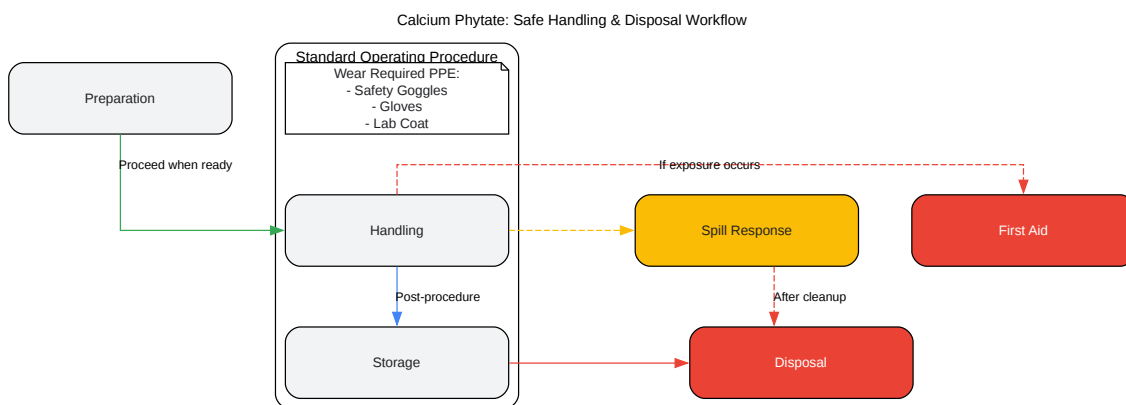 Calcium Phytate: Safe Handling & Disposal Workflow
Standard Operating Procedure
Wear Required PPE:
- Safety Goggles
- Gloves
- Lab Coat
Preparation
Proceed when ready
If exposure occurs
Handling
Spill Response
First Aid
Post-procedure
After cleanup
Storage
Disposal